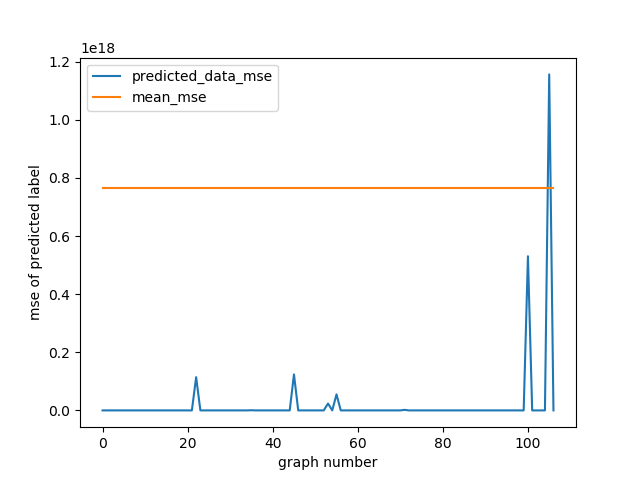 1e18
predicted_data_mse
mean_mse
1.2
1.0
0.8
0.6
0.4
0.2
0.0
mse of predicted label
0 20 40 60 80 100
graph number